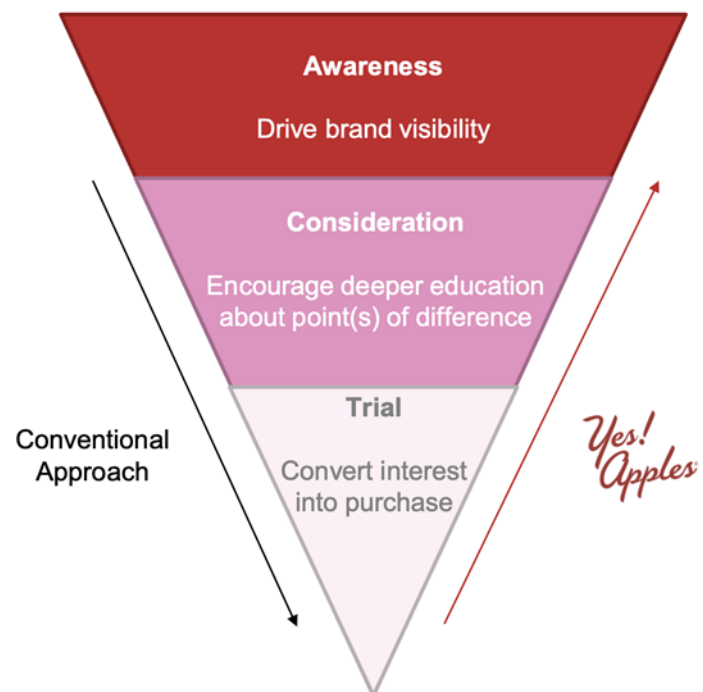 Awareness
Drive brand visibility
Consideration
Encourage deeper education
about point(s) of difference
Trial
Convert interest
into purchase
Conventional
Approach
Yes!
Apples